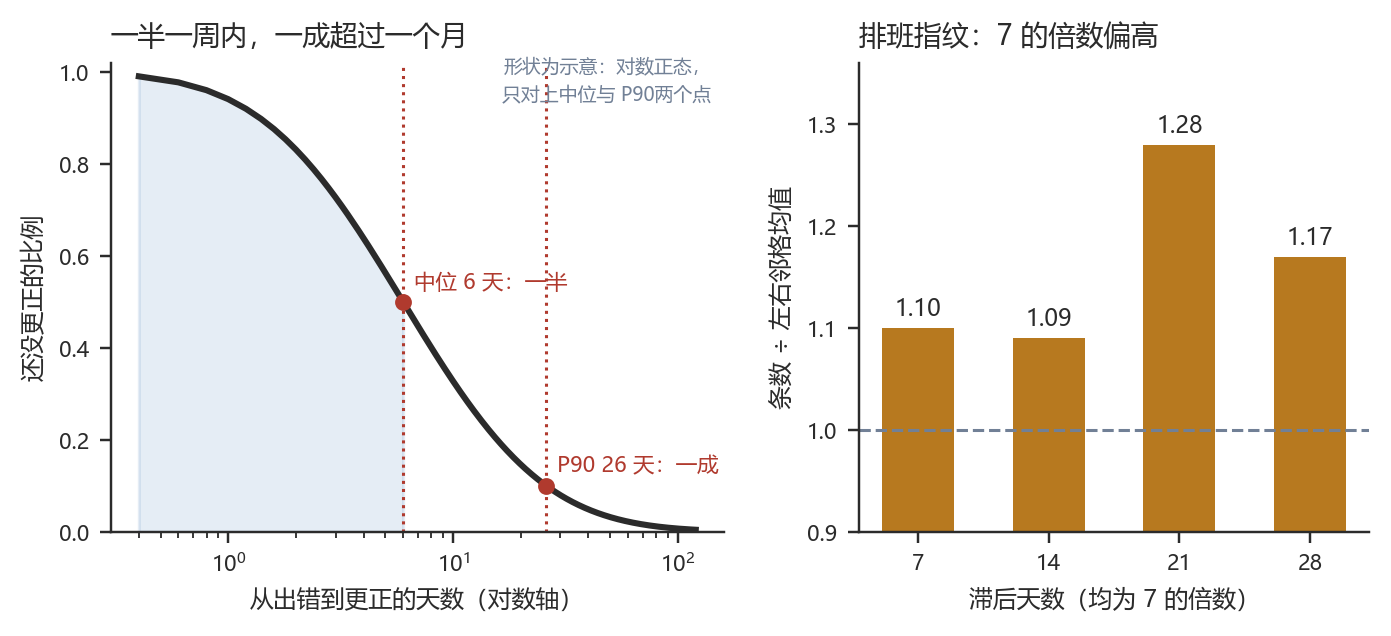 一半一周内，一成超过一个月
形状为示意：对数正态，
只对上中位与 P90两个点
还没更正的比例
1.0
0.8
0.6
0.4
0.2
0.0
中位 6 天：一半
P90 26 天：一成
10⁰
10¹
10²
从出错到更正的天数（对数轴）
排班指纹：7 的倍数偏高
条数 ÷ 左右邻格均值
1.3
1.2
1.1
1.0
0.9
1.10
1.09
1.28
1.17
7
14
21
28
滞后天数（均为 7 的倍数）